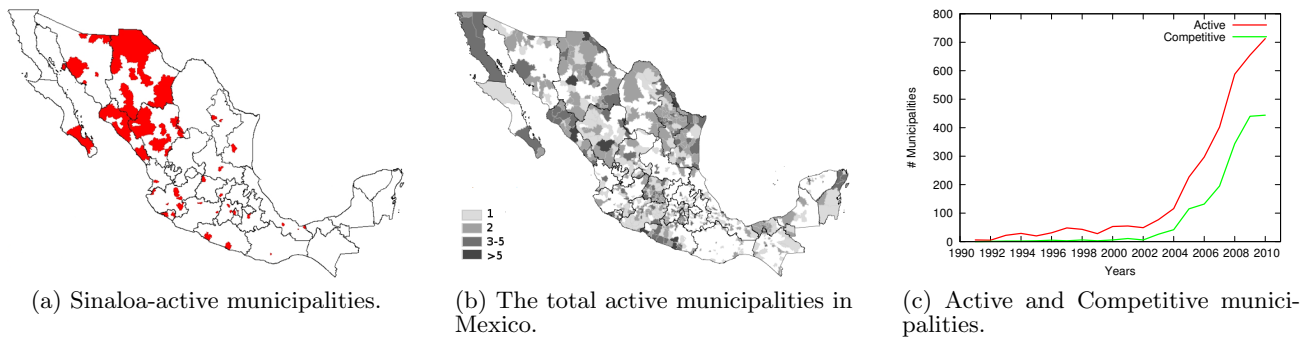 1
2
3-5
>5
800
700
600
500
400
300
200
100
0
# Municipalities
Active
Competitive
1990 1992 1994 1996 1998 2000 2002 2004 2006 2008 2010
Years
(a) Sinaloa-active municipalities.
(b) The total active municipalities in
Mexico.
(c) Active and Competitive munici-
palities.